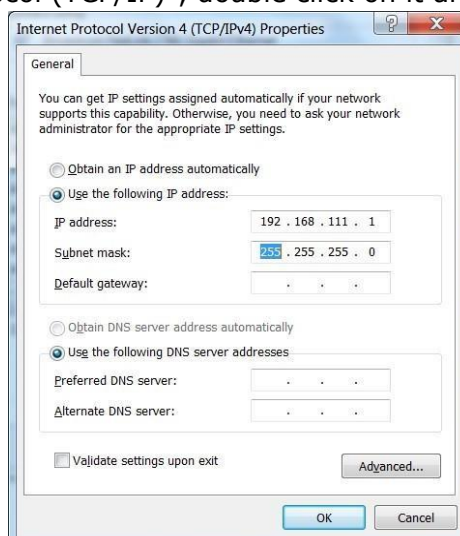 col (TCP/IP)", double click on it a
Internet Protocol Version 4 (TCP/IPv4) Properties
General
You can get IP settings assigned automatically if your network
supports this capability. Otherwise, you need to ask your network
administrator for the appropriate IP settings.
Obtain an IP address automatically
Use the following IP address:
IP address: 192 . 168 . 111 . 1
Subnet mask: 255 . 255 . 255 . 0
Default gateway: . . .
Obtain DNS server address automatically
Use the following DNS server addresses
Preferred DNS server: . . .
Alternate DNS server: . . .
Validate settings upon exit
Advanced...
OK Cancel